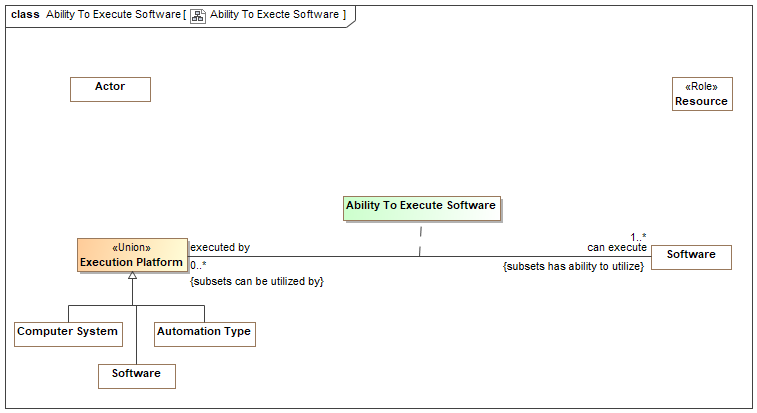 class Ability To Execute Software [ Ability To Execte Software ]
Actor
«Role»
Resource
Ability To Execute Software
«Union»
Execution Platform
executed by
0..*
{subsets can be utilized by}
1..*
can execute
{subsets has ability to utilize}
Software
Computer System
Automation Type
Software